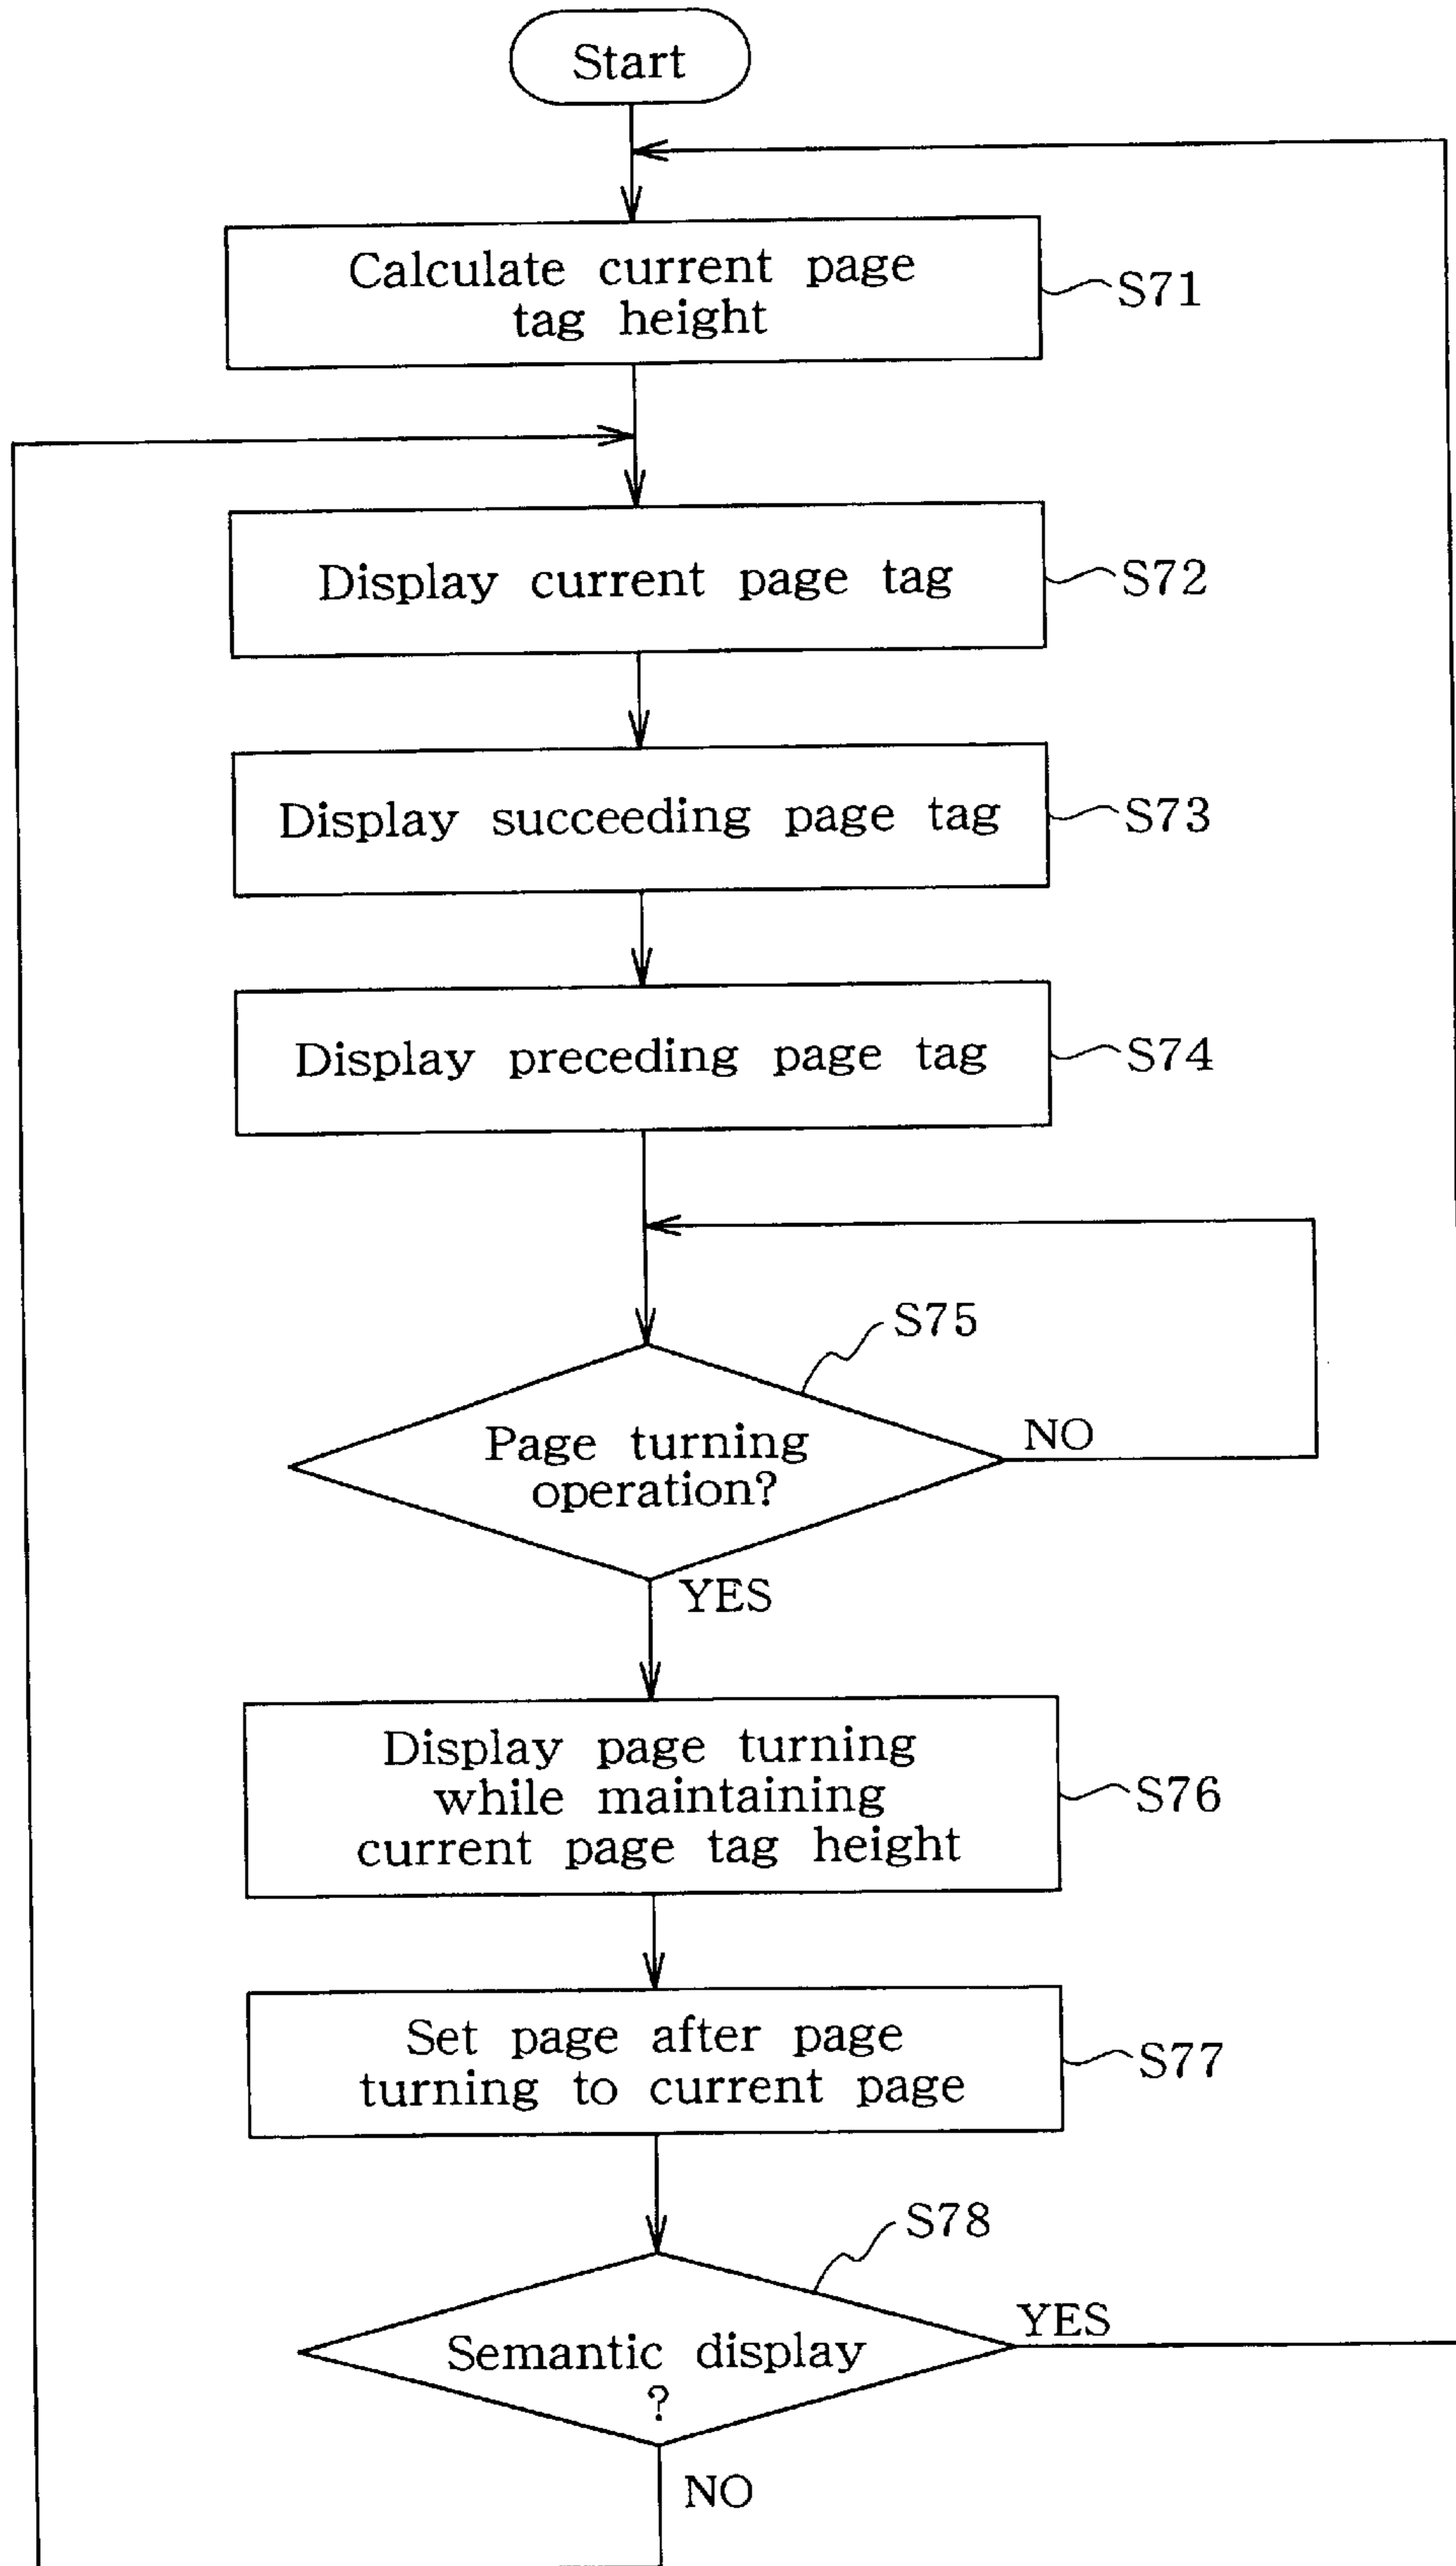 Start
Calculate current page
tag height
S71
Display current page tag
S72
Display succeeding page tag
S73
Display preceding page tag
S74
S75
Page turning
operation?
NO
YES
Display page turning
while maintaining
current page tag height
S76
Set page after page
turning to current page
S77
S78
Semantic display
?
YES
NO